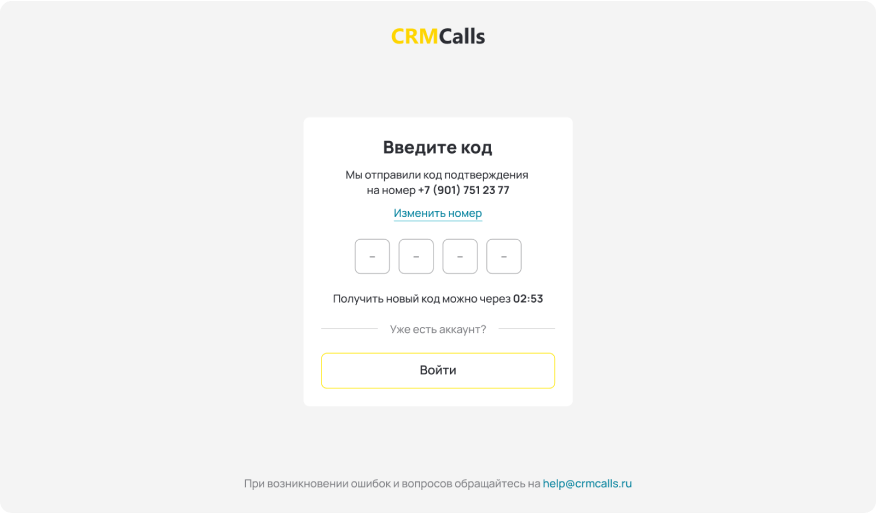 CRMCalls
Введите код
Мы отправили код подтверждения
на номер +7 (901) 751 23 77
Изменить номер
– – – –
Получить новый код можно через 02:53
Уже есть аккаунт?
Войти
При возникновении ошибок и вопросов обращайтесь на help@crmcalls.ru